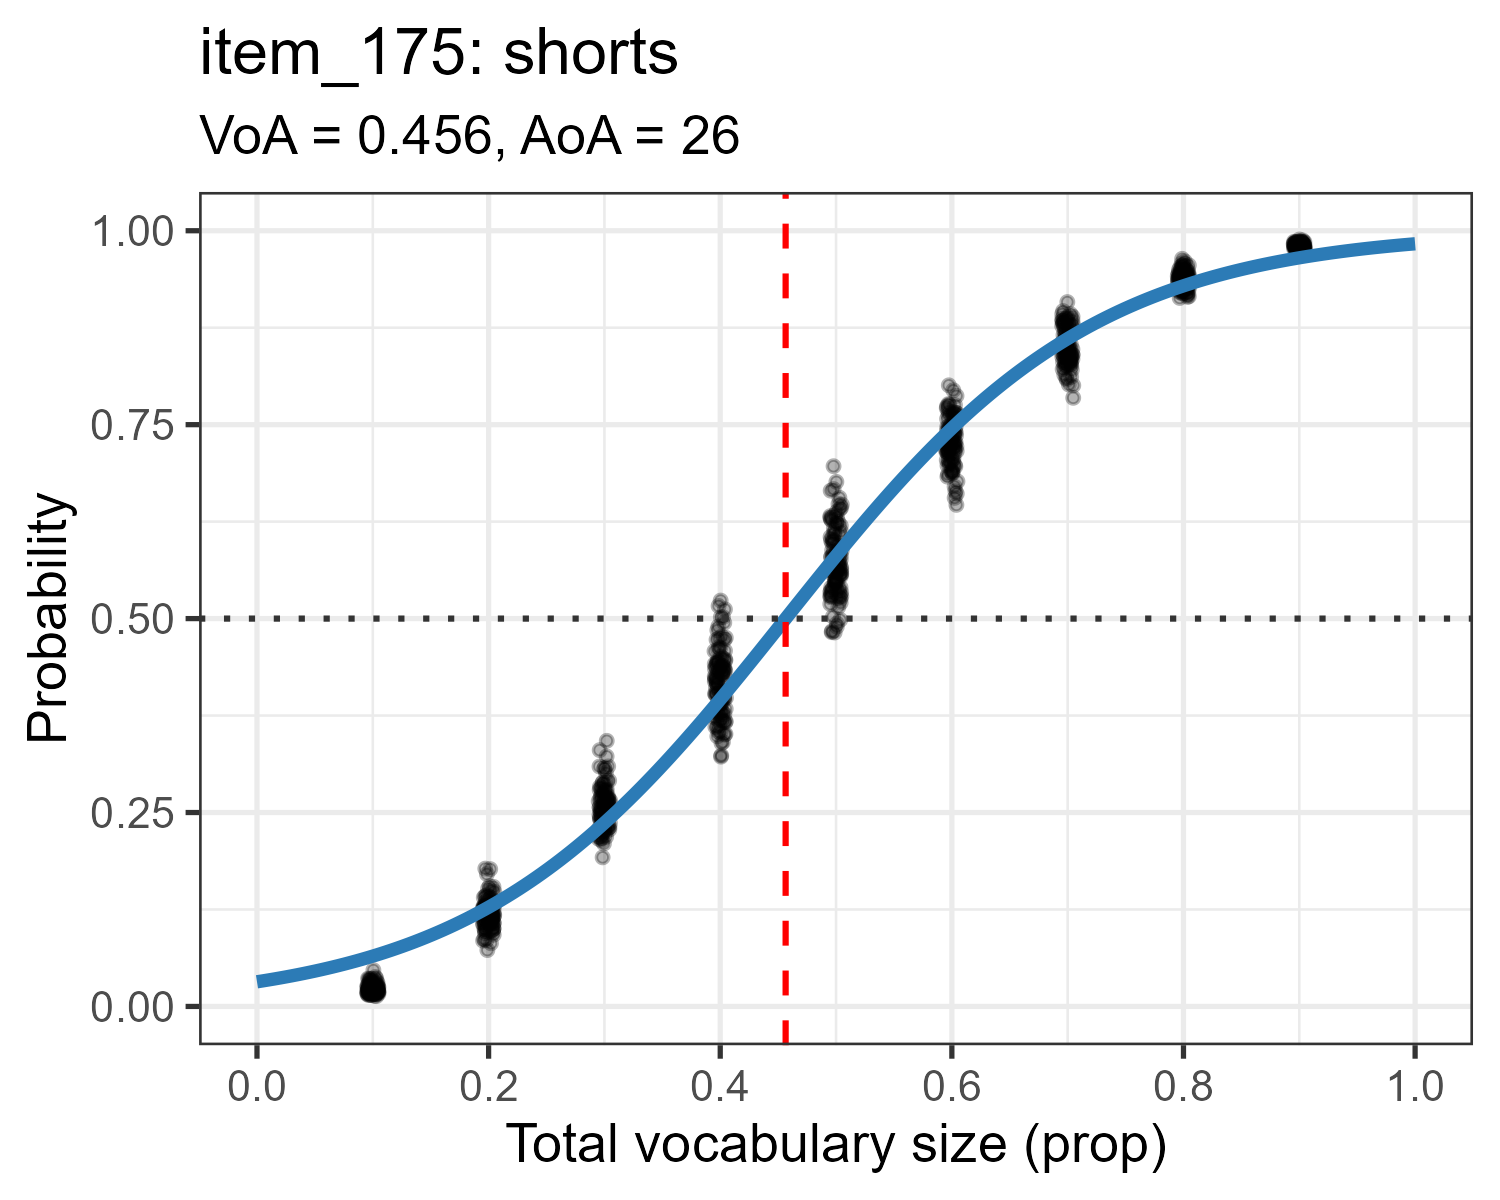 item_175: shorts
VoA = 0.456, AoA = 26
Probability
1.00
0.75
0.50
0.25
0.00
0.0 0.2 0.4 0.6 0.8 1.0
Total vocabulary size (prop)